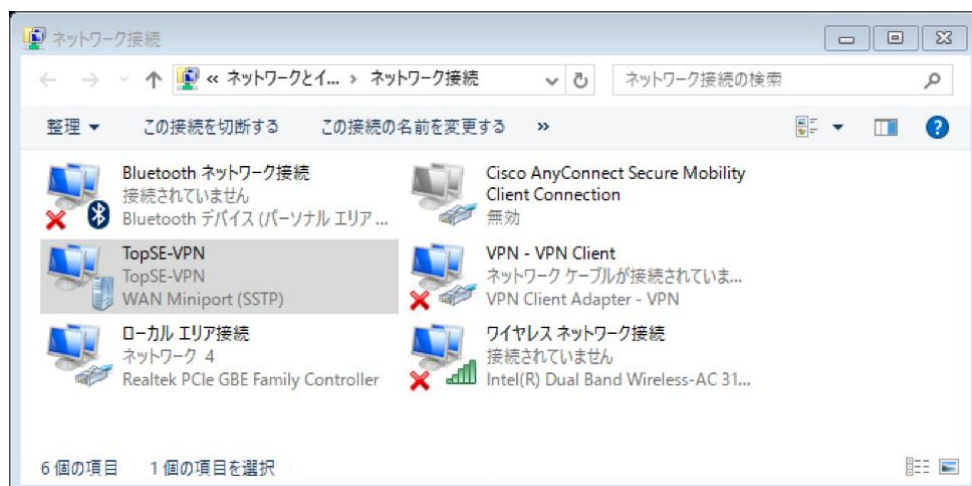 ネットワーク接続
« ネットワークとイ... › ネットワーク接続
ネットワーク接続の検索
整理 この接続を切断する この接続の名前を変更する »
Bluetooth ネットワーク接続
接続されていません
Bluetooth デバイス (パーソナル エリア ...
Cisco AnyConnect Secure Mobility
Client Connection
無効
TopSE-VPN
TopSE-VPN
WAN Miniport (SSTP)
VPN - VPN Client
ネットワーク ケーブルが接続されていま...
VPN Client Adapter - VPN
ローカル エリア接続
ネットワーク 4
Realtek PCIe GBE Family Controller
ワイヤレス ネットワーク接続
接続されていません
Intel(R) Dual Band Wireless-AC 31...
6 個の項目 1 個の項目を選択